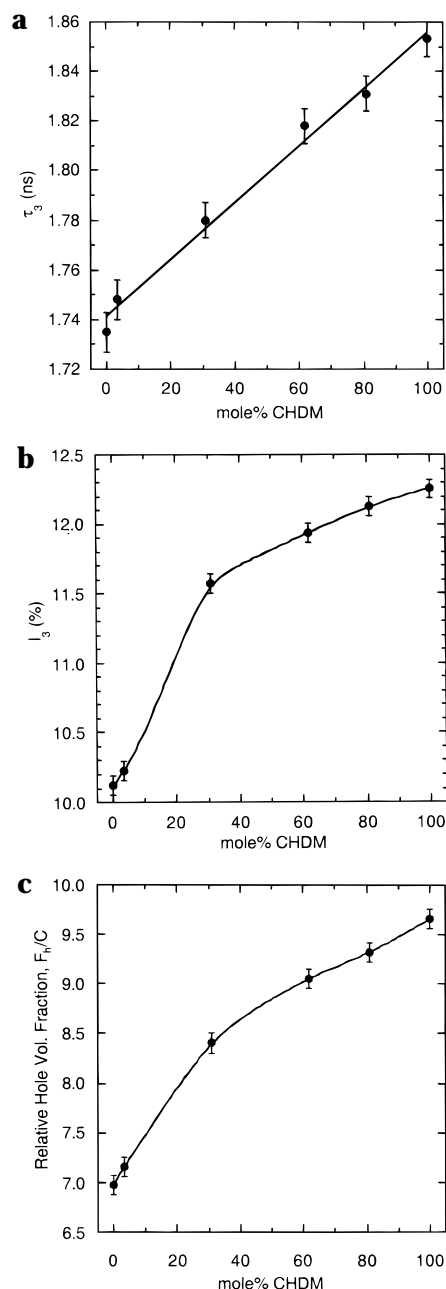 a
1.86
1.84
1.82
1.80
1.78
1.76
1.74
1.72
τ3 (ns)
0 20 40 60 80 100
mole% CHDM
b
12.5
12.0
11.5
11.0
10.5
10.0
I3 (%)
0 20 40 60 80 100
mole% CHDM
c
10.0
9.5
9.0
8.5
8.0
7.5
7.0
6.5
Relative Hole Vol. Fraction, Fh/C
0 20 40 60 80 100
mole% CHDM